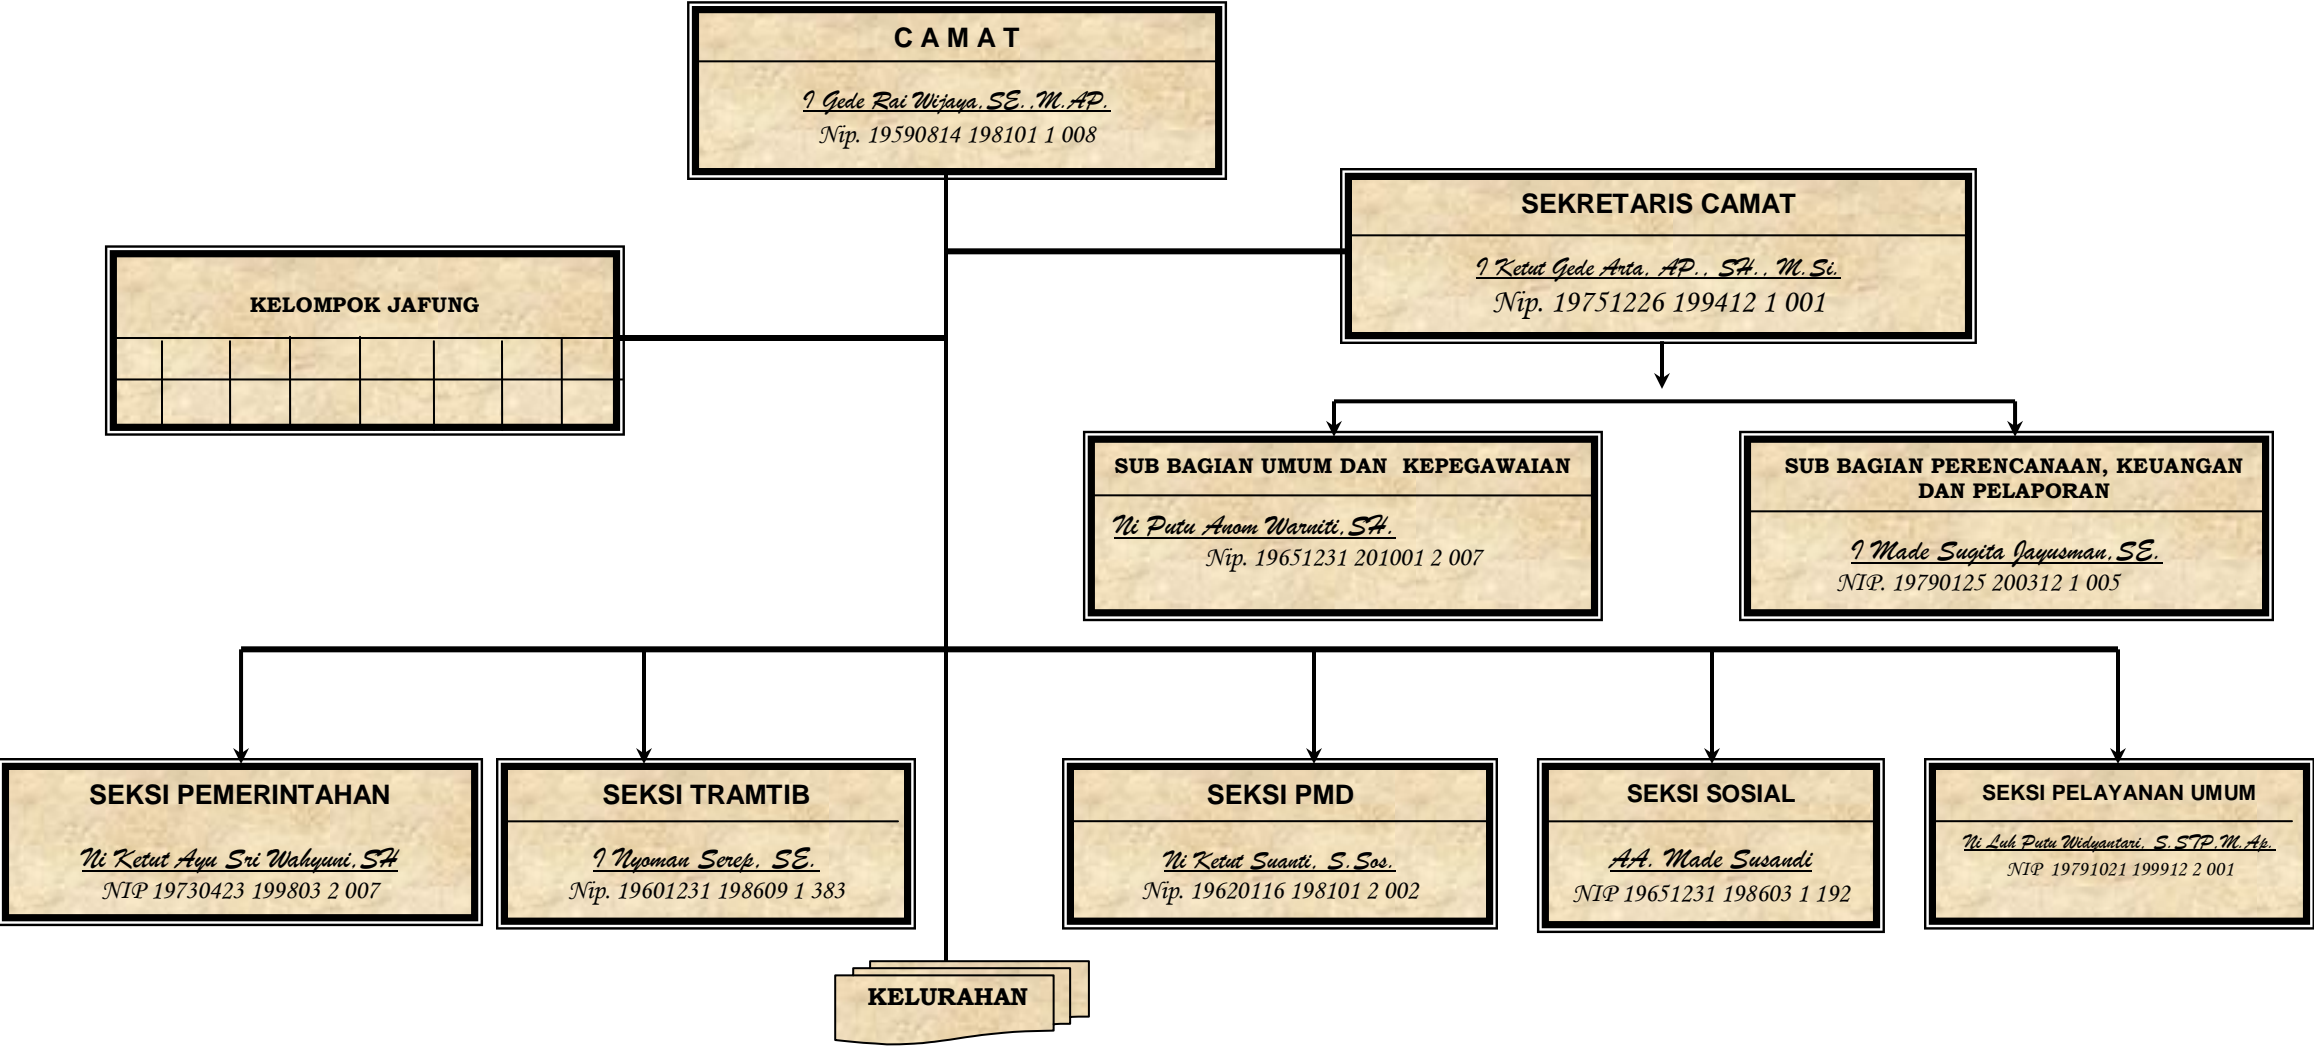 C A M A T
I Gede Rai Wijaya,SE.,M.AP.
Nip. 19590814 198101 1 008
SEKRETARIS CAMAT
I Ketut Gede Arta, AP., SH., M.Si.
Nip. 19751226 199412 1 001
KELOMPOK JAFUNG
SUB BAGIAN UMUM DAN KEPEGAWAIAN
Ni Putu Anom Warniti,SH.
Nip. 19651231 201001 2 007
SUB BAGIAN PERENCANAAN, KEUANGAN
DAN PELAPORAN
I Made Sugita Jayusman,SE.
NIP. 19790125 200312 1 005
SEKSI PEMERINTAHAN
Ni Ketut Ayu Sri Wahyuni,SH
NIP 19730423 199803 2 007
SEKSI TRAMTIB
I Nyoman Serep, SE.
Nip. 19601231 198609 1 383
SEKSI PMD
Ni Ketut Suanti, S.Sos.
Nip. 19620116 198101 2 002
SEKSI SOSIAL
AA. Made Susandi
NIP 19651231 198603 1 192
SEKSI PELAYANAN UMUM
Ni Luh Putu Widyantari, S.STP,M.Ap.
NIP 19791021 199912 2 001
KELURAHAN